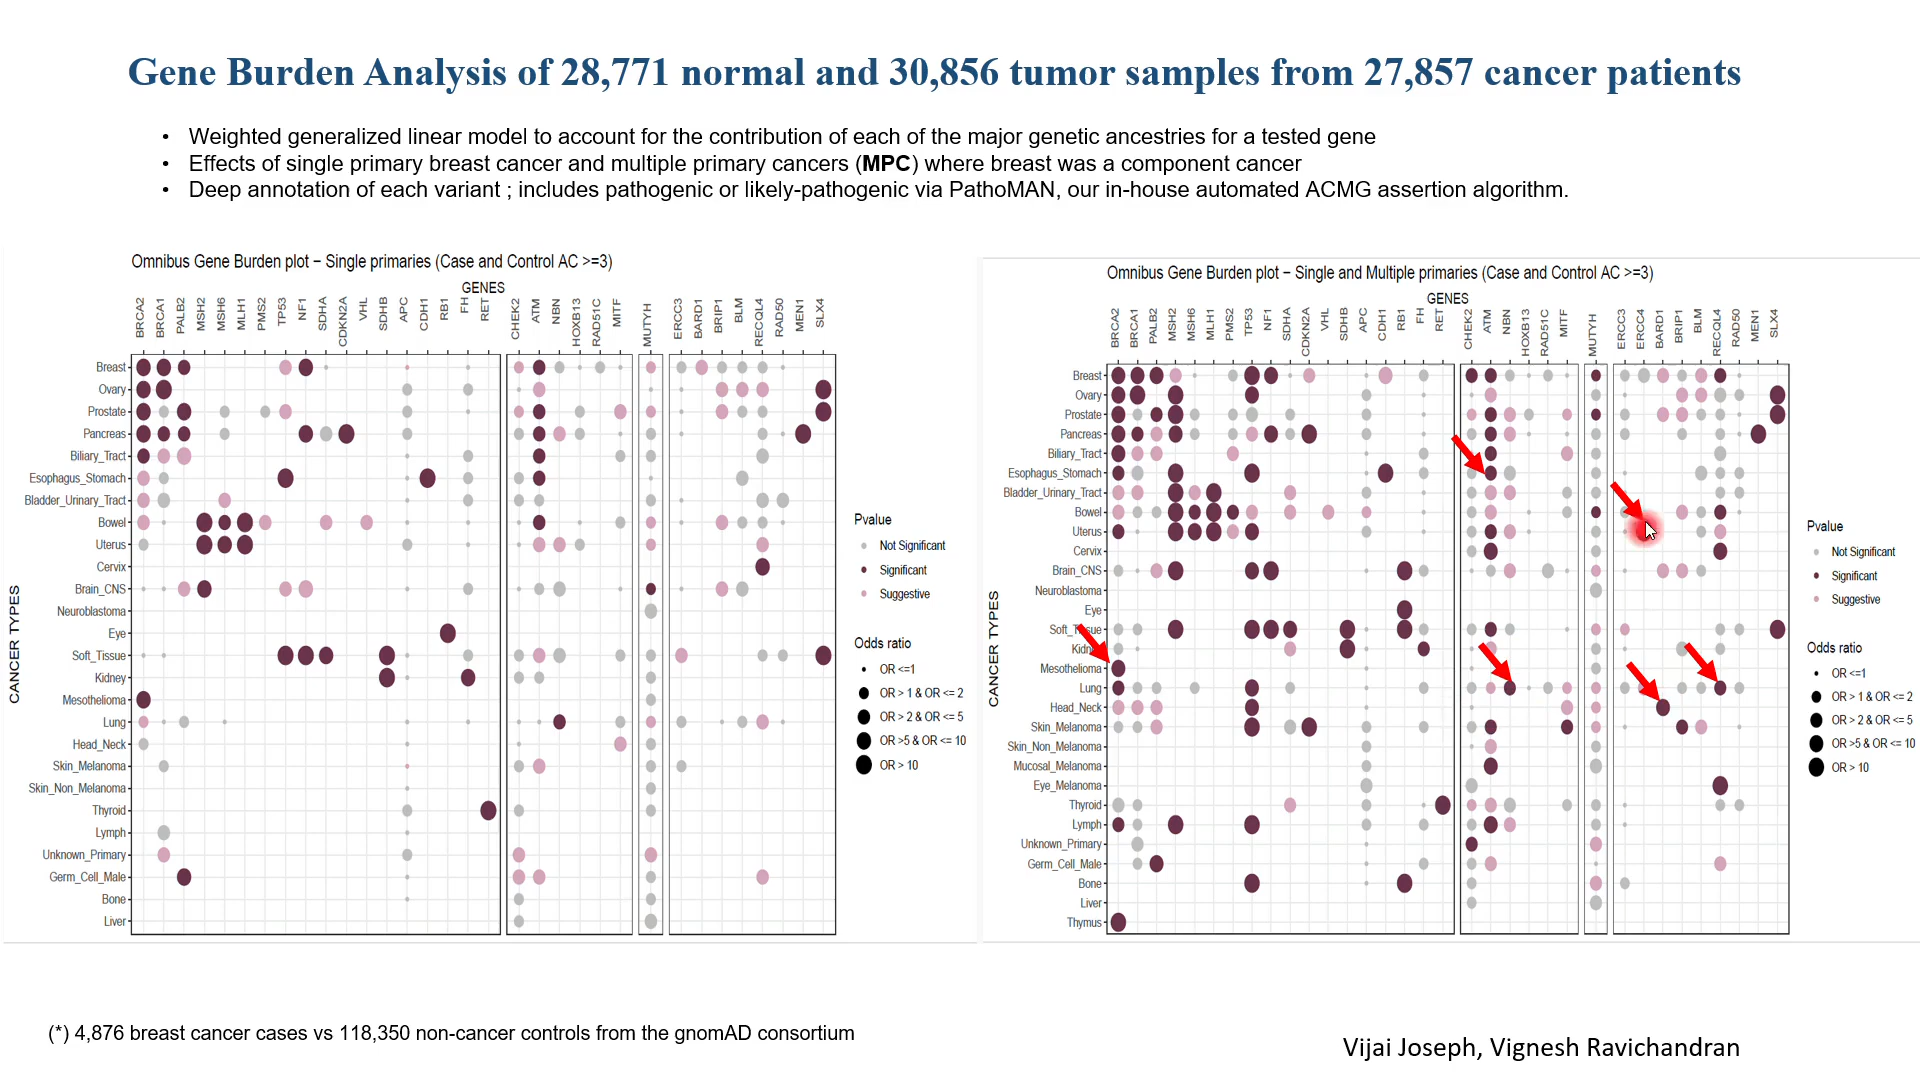 Gene Burden Analysis of 28,771 normal and 30,856 tumor samples from 27,857 cancer patients
• Weighted generalized linear model to account for the contribution of each of the major genetic ancestries for a tested gene
• Effects of single primary breast cancer and multiple primary cancers (MPC) where breast was a component cancer
• Deep annotation of each variant ; includes pathogenic or likely-pathogenic via PathoMAN, our in-house automated ACMG assertion algorithm.
Omnibus Gene Burden plot − Single primaries (Case and Control AC >=3)
GENES
BRCA2
BRCA1
PALB2
MSH2
MSH6
MLH1
PMS2
TP53
NF1
SDHA
CDKN2A
VHL
SDHB
APC
CDH1
RB1
FH
RET
CHEK2
ATM
NBN
HOXB13
RAD51C
MITF
MUTYH
ERCC3
BARD1
BRIP1
BLM
RECQL4
RAD50
MEN1
SLX4
CANCER TYPES
Breast
Ovary
Prostate
Pancreas
Biliary_Tract
Esophagus_Stomach
Bladder_Urinary_Tract
Bowel
Uterus
Cervix
Brain_CNS
Neuroblastoma
Eye
Soft_Tissue
Kidney
Mesothelioma
Lung
Head_Neck
Skin_Melanoma
Skin_Non_Melanoma
Thyroid
Lymph
Unknown_Primary
Germ_Cell_Male
Bone
Liver
Pvalue
Not Significant
Significant
Suggestive
Odds ratio
OR <=1
OR > 1 & OR <= 2
OR > 2 & OR <= 5
OR >5 & OR <= 10
OR > 10
Omnibus Gene Burden plot − Single and Multiple primaries (Case and Control AC >=3)
GENES
BRCA2
BRCA1
PALB2
MSH2
MSH6
MLH1
PMS2
TP53
NF1
SDHA
CDKN2A
VHL
SDHB
APC
CDH1
RB1
FH
RET
CHEK2
ATM
NBN
HOXB13
RAD51C
MITF
MUTYH
ERCC3
ERCC4
BARD1
BRIP1
BLM
RECQL4
RAD50
MEN1
SLX4
CANCER TYPES
Breast
Ovary
Prostate
Pancreas
Biliary_Tract
Esophagus_Stomach
Bladder_Urinary_Tract
Bowel
Uterus
Cervix
Brain_CNS
Neuroblastoma
Eye
Soft_Tissue
Kidney
Mesothelioma
Lung
Head_Neck
Skin_Melanoma
Skin_Non_Melanoma
Mucosal_Melanoma
Eye_Melanoma
Thyroid
Lymph
Unknown_Primary
Germ_Cell_Male
Bone
Liver
Thymus
Pvalue
Not Significant
Significant
Suggestive
Odds ratio
OR <=1
OR > 1 & OR <= 2
OR > 2 & OR <= 5
OR >5 & OR <= 10
OR > 10
(*) 4,876 breast cancer cases vs 118,350 non-cancer controls from the gnomAD consortium
Vijai Joseph, Vignesh Ravichandran